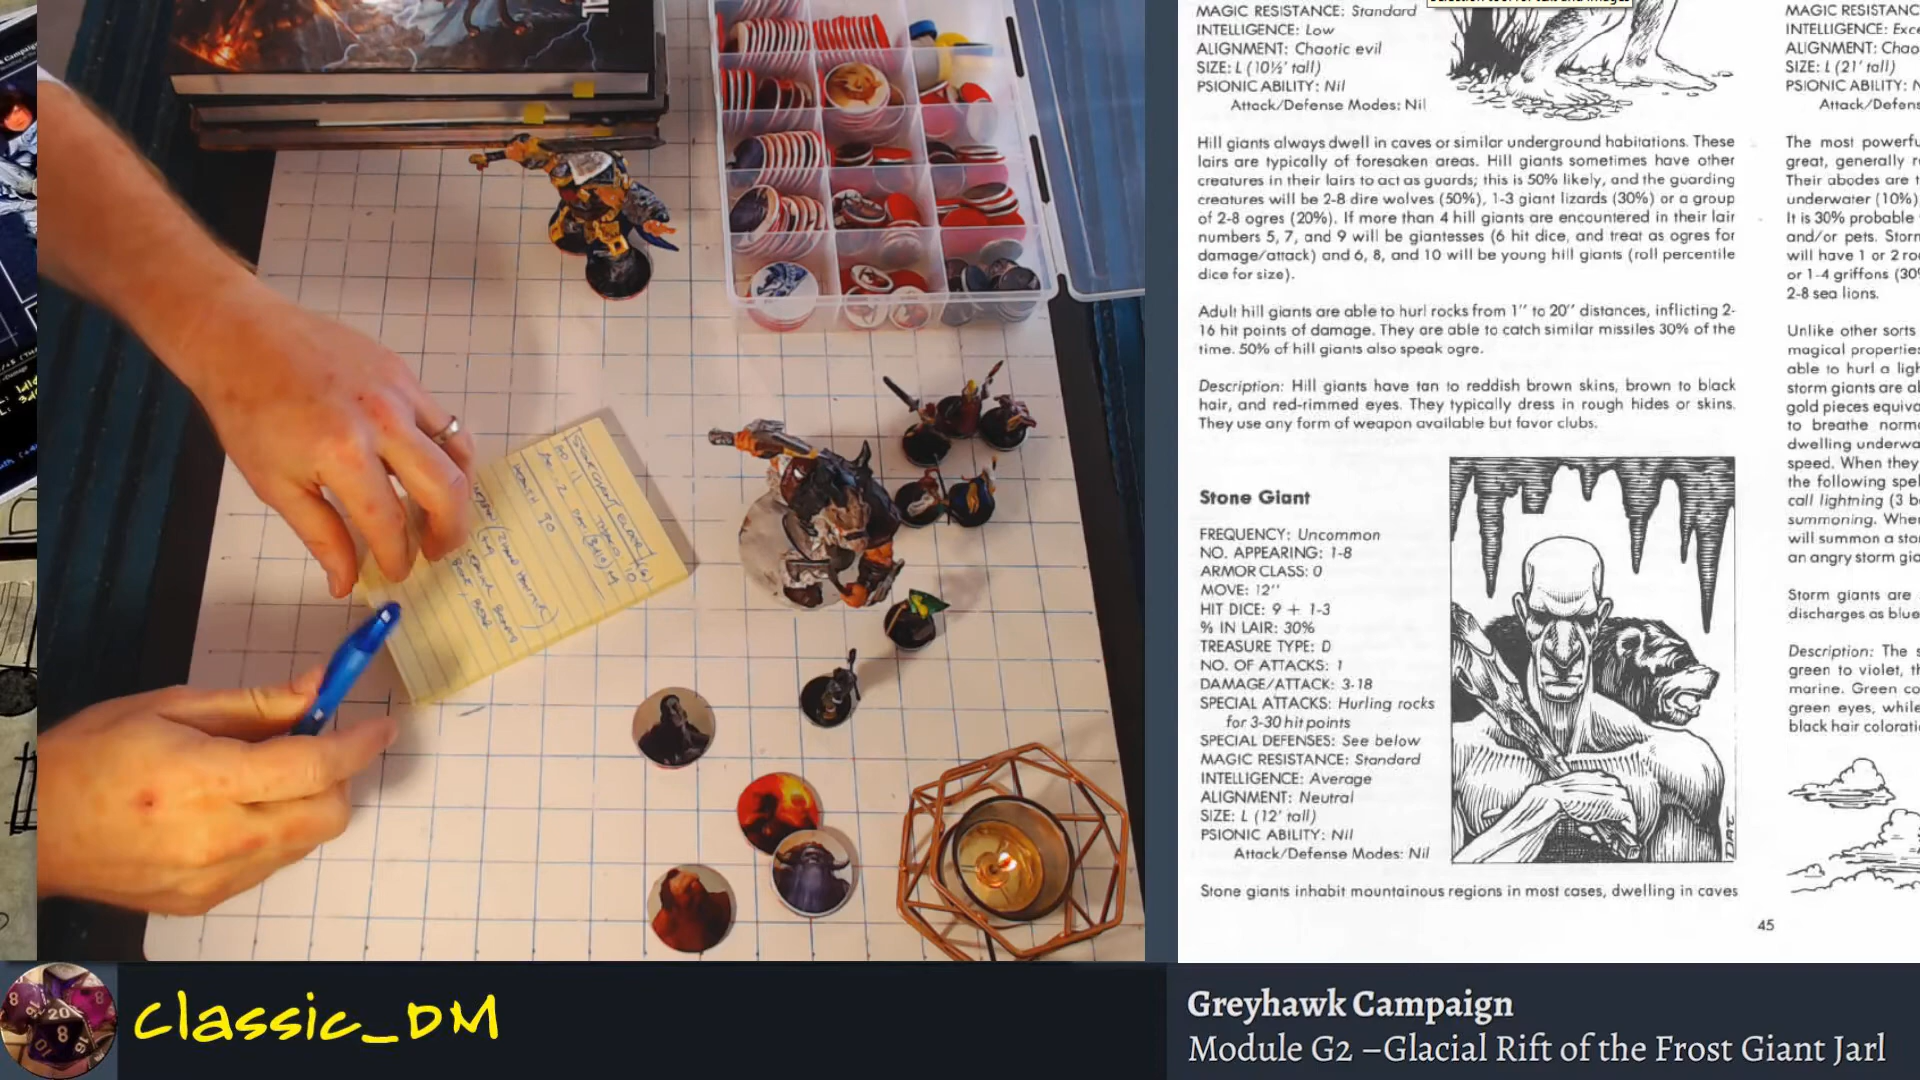 MAGIC RESISTANCE: Standard
INTELLIGENCE: Low
ALIGNMENT: Chaotic evil
SIZE: L (10½' tall)
PSIONIC ABILITY: Nil
Attack/Defense Modes: Nil
Hill giants always dwell in caves or similar underground habitations. These
lairs are typically of foresaken areas. Hill giants sometimes have other
creatures in their lairs to act as guards; this is 50% likely, and the guarding
creatures will be 2-8 dire wolves (50%), 1-3 giant lizards (30%) or a group
of 2-8 ogres (20%). If more than 4 hill giants are encountered in their lair
numbers 5, 7, and 9 will be giantesses (6 hit dice, and treat as ogres for
damage/attack) and 6, 8, and 10 will be young hill giants (roll percentile
dice for size).
Adult hill giants are able to hurl rocks from 1'' to 20'' distances, inflicting 2-
16 hit points of damage. They are able to catch similar missiles 30% of the
time. 50% of hill giants also speak ogre.
Description: Hill giants have tan to reddish brown skins, brown to black
hair, and red-rimmed eyes. They typically dress in rough hides or skins.
They use any form of weapon available but favor clubs.
Stone Giant
FREQUENCY: Uncommon
NO. APPEARING: 1-8
ARMOR CLASS: 0
MOVE: 12''
HIT DICE: 9 + 1-3
% IN LAIR: 30%
TREASURE TYPE: D
NO. OF ATTACKS: 1
DAMAGE/ATTACK: 3-18
SPECIAL ATTACKS: Hurling rocks
for 3-30 hit points
SPECIAL DEFENSES: See below
MAGIC RESISTANCE: Standard
INTELLIGENCE: Average
ALIGNMENT: Neutral
SIZE: L (12' tall)
PSIONIC ABILITY: Nil
Attack/Defense Modes: Nil
Stone giants inhabit mountainous regions in most cases, dwelling in caves
45
MAGIC RESISTANC
INTELLIGENCE: Exce
ALIGNMENT: Chao
SIZE: L (21' tall)
PSIONIC ABILITY: N
Attack/Defens
The most powerfu
great, generally r
Their abodes are t
underwater (10%)
It is 30% probable
and/or pets. Storm
will have 1 or 2 ro
or 1-4 griffons (30%
2-8 sea lions.
Unlike other sorts
magical properties
able to hurl a ligh
storm giants are al
gold pieces equiva
to breathe norma
dwelling underwa
speed. When they
the following spel
call lightning (3 b
summoning. Whe
will summon a sto
an angry storm gia
Storm giants are
discharges as blue
Description: The s
green to violet, th
marine. Green co
green eyes, while
black hair colorati
classic_DM
Greyhawk Campaign
Module G2 –Glacial Rift of the Frost Giant Jarl